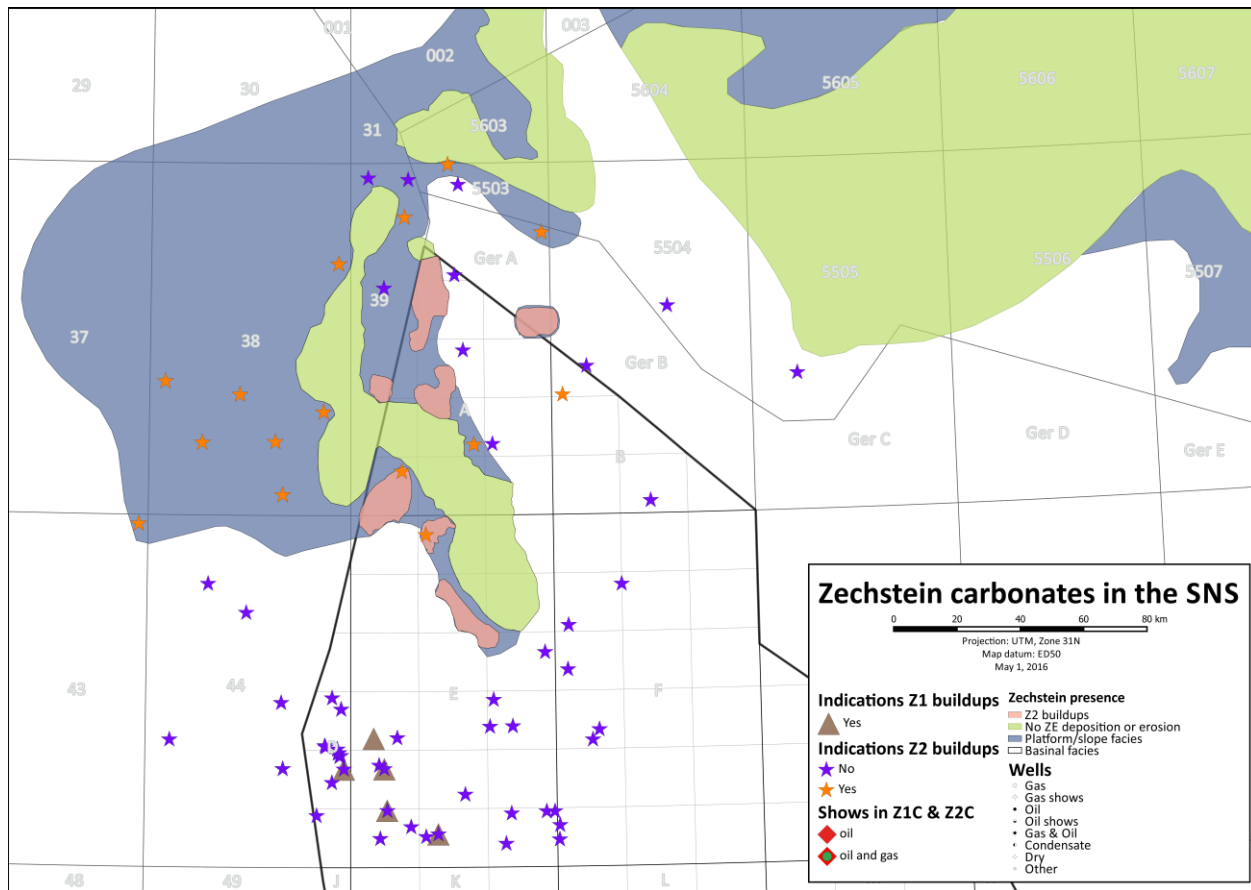 001
003
002
29
30
5604
5605
5606
5607
31
5603
5503
Ger A
5504
5505
5506
5507
39
37
38
Ger B
A
Ger C
Ger D
Ger E
B
43
44
E
F
48
49
J
K
L
Zechstein carbonates in the SNS
0 20 40 60 80 km
Projection: UTM, Zone 31N
Map datum: ED50
May 1, 2016
Indications Z1 buildups
Yes
Indications Z2 buildups
No
Yes
Shows in Z1C & Z2C
oil
oil and gas
Zechstein presence
Z2 buildups
No ZE deposition or erosion
Platform/slope facies
Basinal facies
Wells
Gas
Gas shows
Oil
Oil shows
Gas & Oil
Condensate
Dry
Other